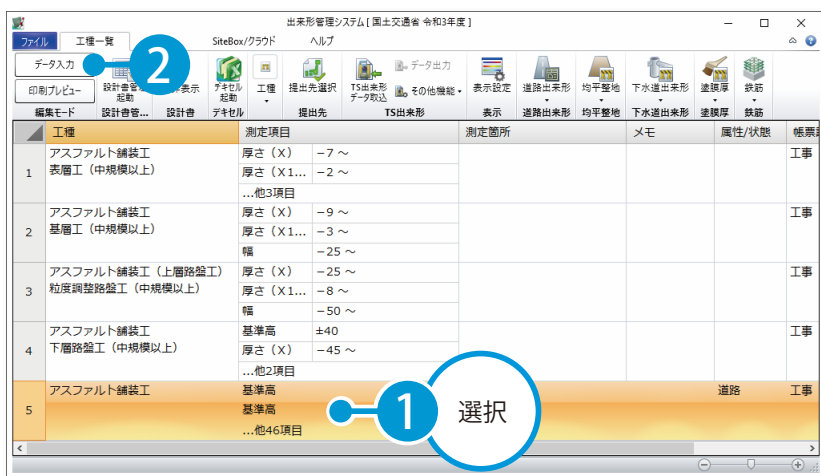 出来形管理システム[ 国土交通省 令和3年度 ]
ファイル 工種一覧 SiteBox/クラウド ヘルプ
データ入力
印刷プレビュー
編集モード
2
起動
設計書管...
表示
設計書
デキセル
起動
デキセル
工種
提出先選択
提出先
TS出来形
データ取込
データ出力
その他機能
TS出来形
表示設定
表示
道路出来形
道路出来形
均平整地
均平整地
下水道出来形
下水道出来形
塗膜厚
塗膜厚
鉄筋
鉄筋
工種 測定項目 測定箇所 メモ 属性/状態
1
アスファルト舗装工
表層工（中規模以上）
厚さ（X） −7 ～
厚さ（X1... −2 ～
...他3項目
工事
2
アスファルト舗装工
基層工（中規模以上）
厚さ（X） −9 ～
厚さ（X1... −3 ～
幅 −25 ～
工事
3
アスファルト舗装工（上層路盤工）
粒度調整路盤工（中規模以上）
厚さ（X） −25 ～
厚さ（X1... −8 ～
幅 −50 ～
工事
4
アスファルト舗装工
下層路盤工（中規模以上）
基準高 ±40
厚さ（X） −45 ～
...他2項目
工事
5
アスファルト舗装工
基準高
基準高
...他46項目
道路 工事
1 選択